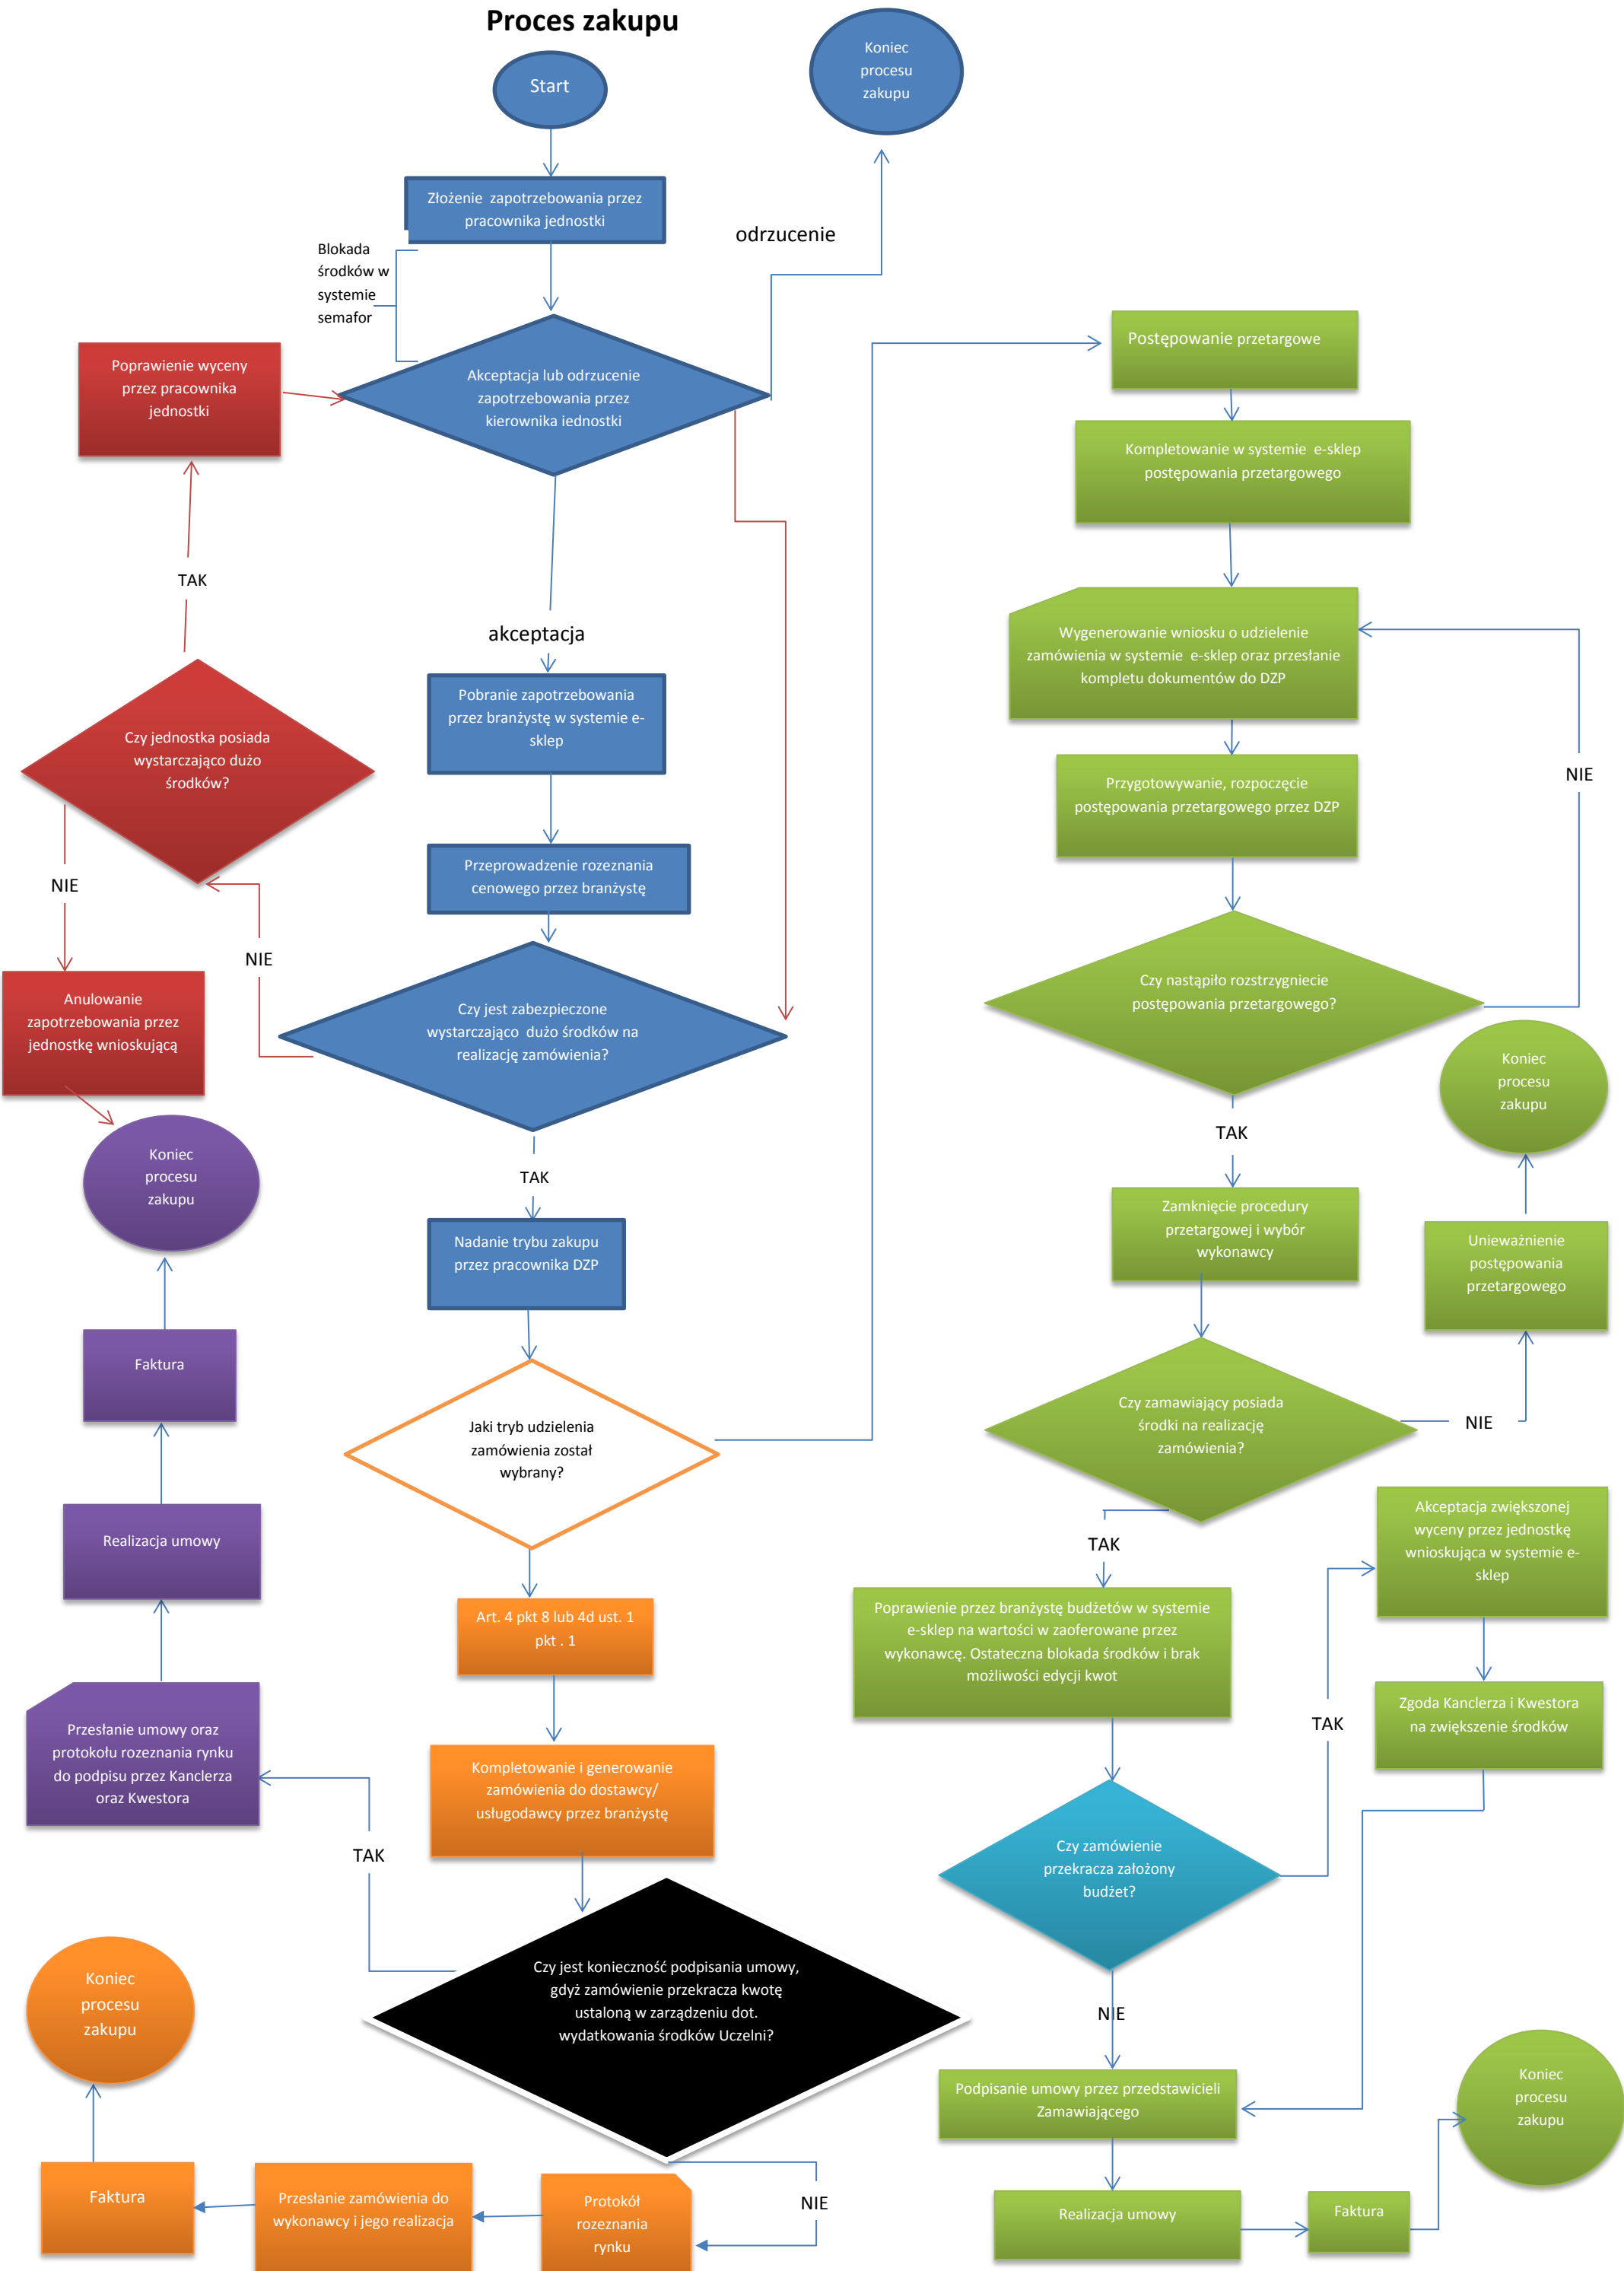 Proces zakupu
Start
Koniec
procesu
zakupu
Złożenie zapotrzebowania przez
pracownika jednostki
odrzucenie
Blokada
środków w
systemie
semafor
Akceptacja lub odrzucenie
zapotrzebowania przez
kierownika jednostki
Poprawienie wyceny
przez pracownika
jednostki
TAK
Czy jednostka posiada
wystarczająco dużo
środków?
NIE
Anulowanie
zapotrzebowania przez
jednostkę wnioskującą
akceptacja
Pobranie zapotrzebowania
przez branżystę w systemie e-
sklep
Przeprowadzenie rozeznania
cenowego przez branżystę
NIE
Czy jest zabezpieczone
wystarczająco dużo środków na
realizację zamówienia?
TAK
Nadanie trybu zakupu
przez pracownika DZP
Jaki tryb udzielenia
zamówienia został
wybrany?
Art. 4 pkt 8 lub 4d ust. 1
pkt . 1
Kompletowanie i generowanie
zamówienia do dostawcy/
usługodawcy przez branżystę
Czy jest konieczność podpisania umowy,
gdyż zamówienie przekracza kwotę
ustaloną w zarządzeniu dot.
wydatkowania środków Uczelni?
TAK
Przesłanie umowy oraz
protokołu rozeznania rynku
do podpisu przez Kanclerza
oraz Kwestora
Realizacja umowy
Faktura
Koniec
procesu
zakupu
NIE
Protokół
rozeznania
rynku
Przesłanie zamówienia do
wykonawcy i jego realizacja
Faktura
Koniec
procesu
zakupu
Postępowanie przetargowe
Kompletowanie w systemie e-sklep
postępowania przetargowego
Wygenerowanie wniosku o udzielenie
zamówienia w systemie e-sklep oraz przesłanie
kompletu dokumentów do DZP
Przygotowywanie, rozpoczęcie
postępowania przetargowego przez DZP
NIE
Czy nastąpiło rozstrzygniecie
postępowania przetargowego?
TAK
Zamknięcie procedury
przetargowej i wybór
wykonawcy
Koniec
procesu
zakupu
Unieważnienie
postępowania
przetargowego
Czy zamawiający posiada
środki na realizację
zamówienia?
NIE
TAK
Poprawienie przez branżystę budżetów w systemie
e-sklep na wartości w zaoferowane przez
wykonawcę. Ostateczna blokada środków i brak
możliwości edycji kwot
Akceptacja zwiększonej
wyceny przez jednostkę
wnioskująca w systemie e-
sklep
Zgoda Kanclerza i Kwestora
na zwiększenie środków
TAK
Czy zamówienie
przekracza założony
budżet?
NIE
Podpisanie umowy przez przedstawicieli
Zamawiającego
Realizacja umowy
Faktura
Koniec
procesu
zakupu